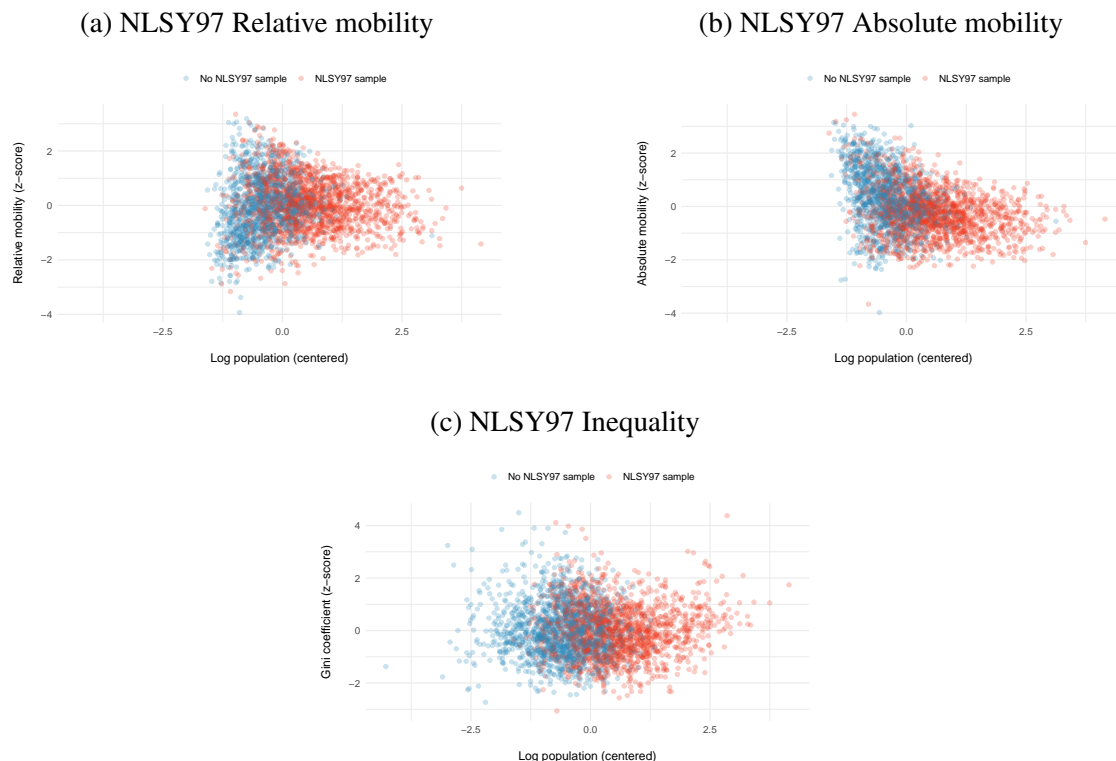 (a) NLSY97 Relative mobility
No NLSY97 sample NLSY97 sample
Relative mobility (z−score)
2
0
−2
−4
−2.5 0.0 2.5
Log population (centered)
(b) NLSY97 Absolute mobility
No NLSY97 sample NLSY97 sample
Absolute mobility (z−score)
2
0
−2
−4
−2.5 0.0 2.5
Log population (centered)
(c) NLSY97 Inequality
No NLSY97 sample NLSY97 sample
Gini coefficient (z−score)
4
2
0
−2
−2.5 0.0 2.5
Log population (centered)